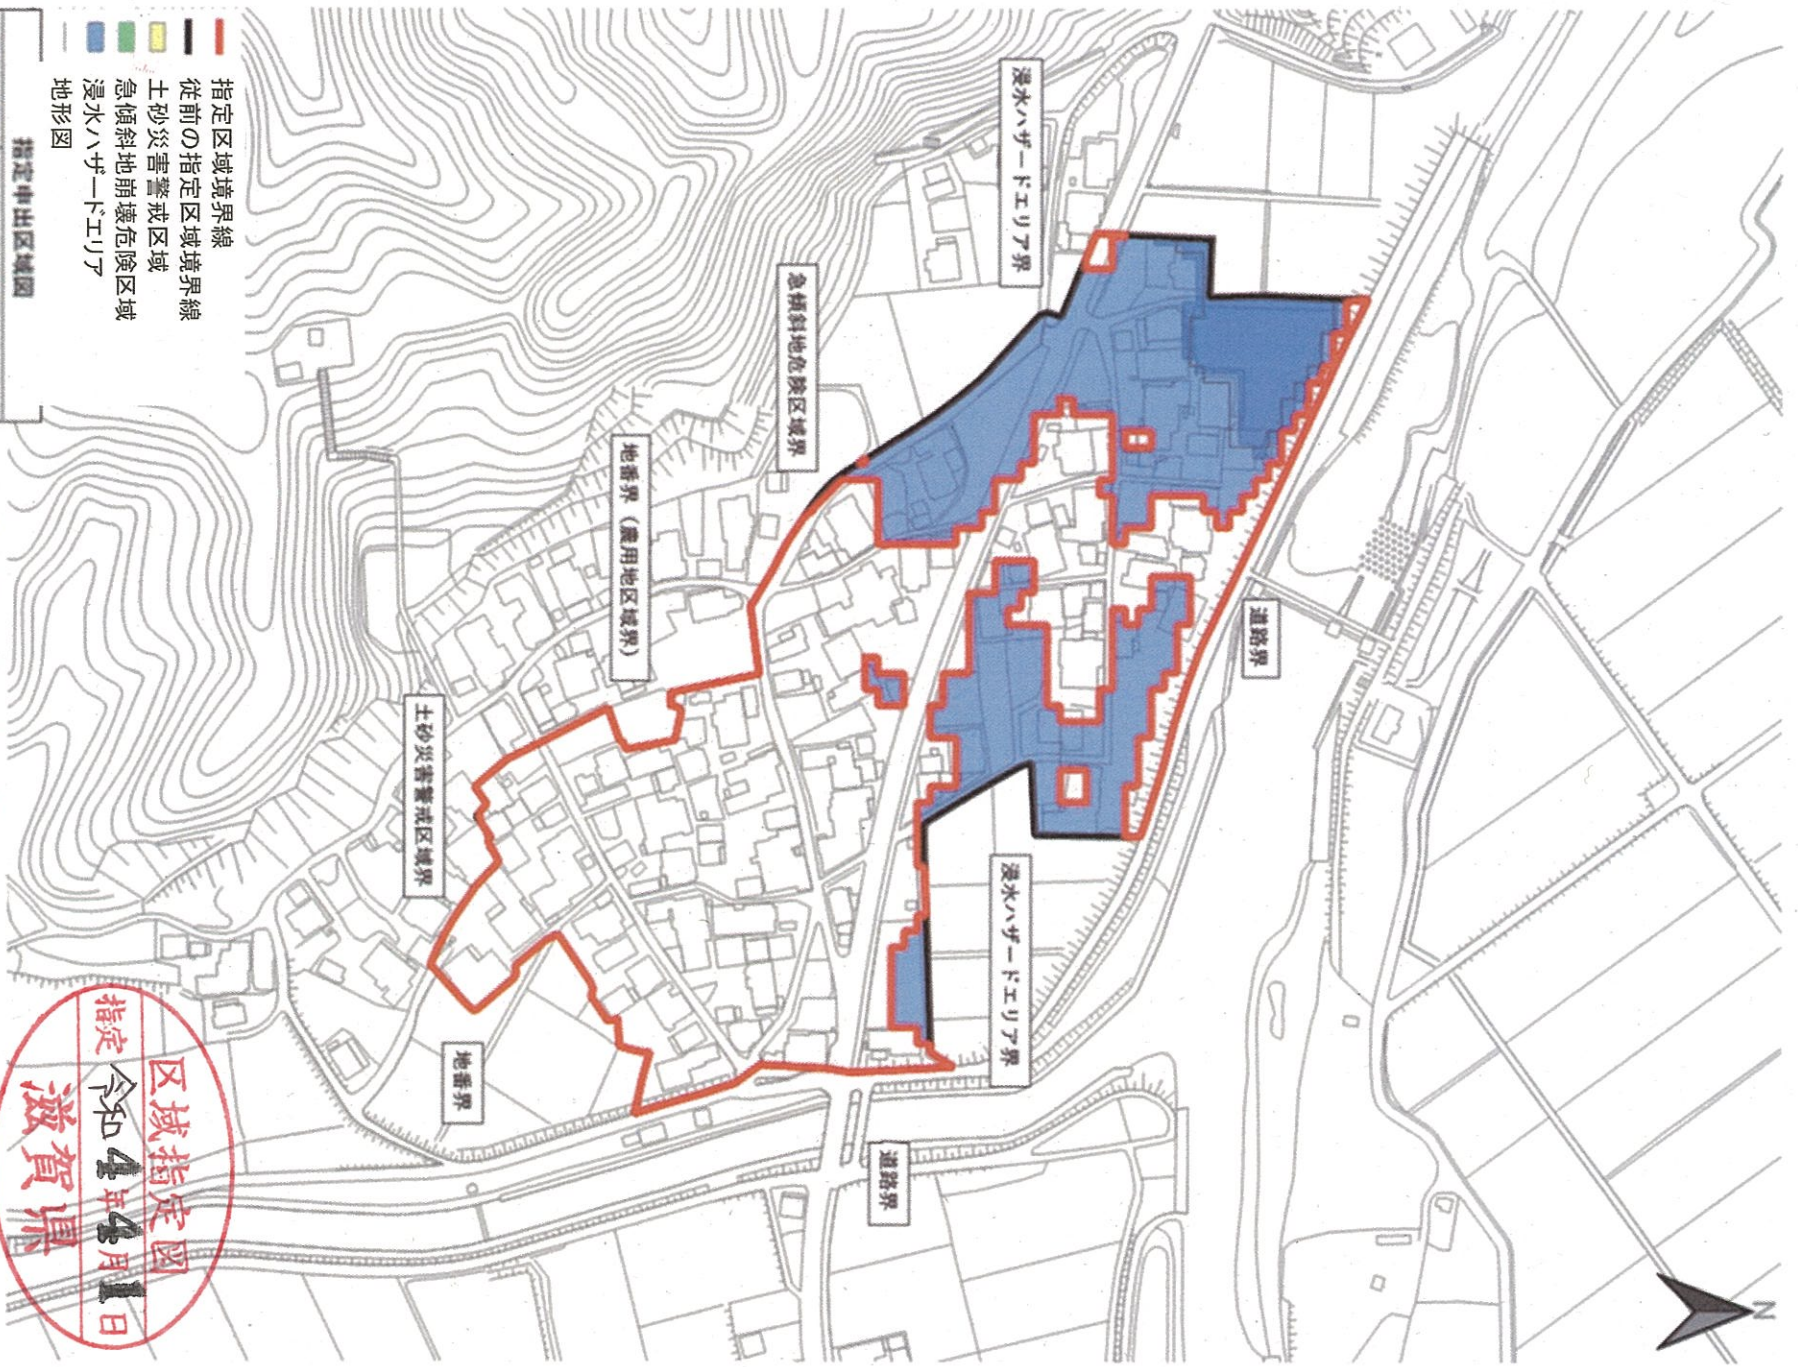 指定区域境界線
従前の指定区域境界線
土砂災害警戒区域
急傾斜地崩壊危険区域
浸水ハザードエリア
地形図
指定申出区域図
浸水ハザードエリア界
急傾斜地危険区域界
地番界（農用地区域界）
土砂災害警戒区域界
道路界
浸水ハザードエリア界
地番界
道路界
区域指定図
指定 令和4年4月1日
滋賀県
N